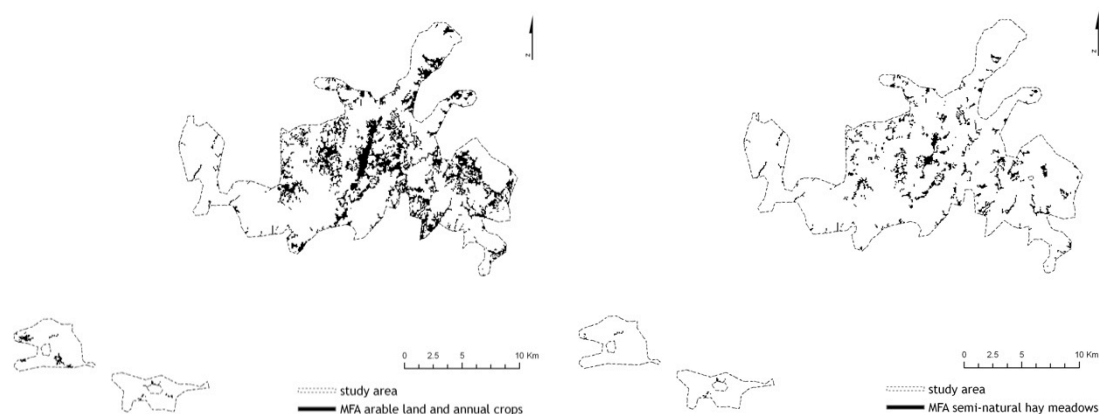 N
0 2.5 5 10 Km
study area
MFA arable land and annual crops
N
0 2.5 5 10 Km
study area
MFA semi-natural hay meadows